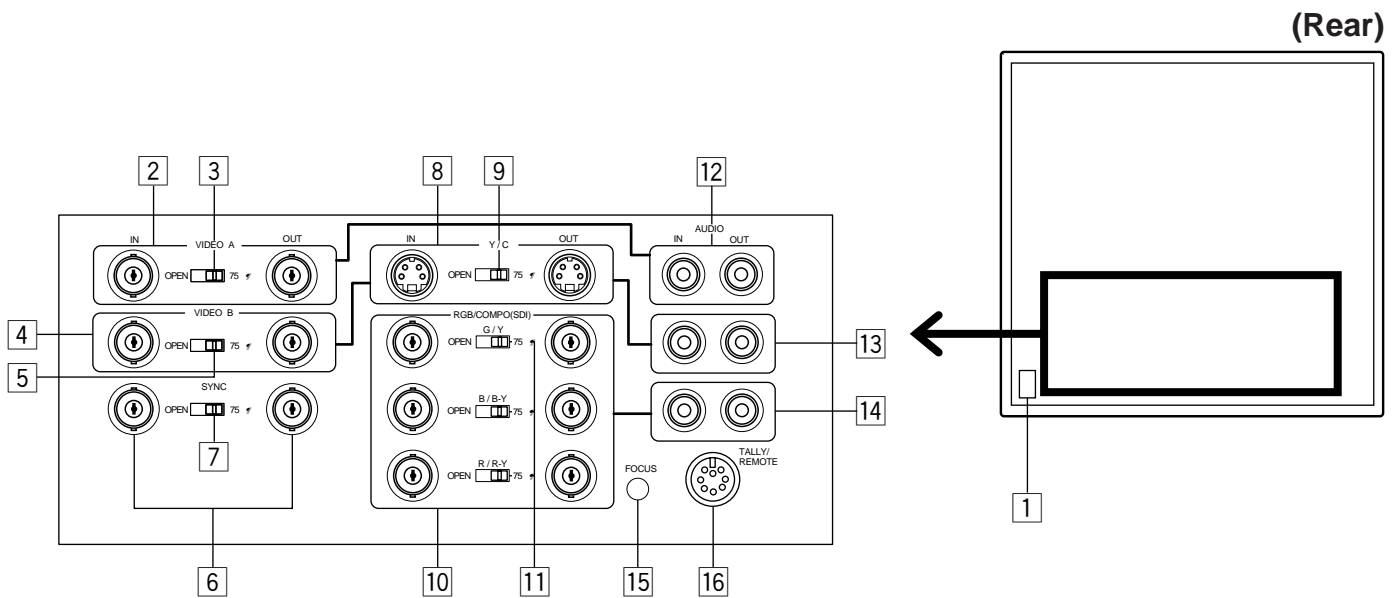 (Rear)
2 3 8 9 12
IN VIDEO A OUT IN Y / C OUT AUDIO
IN OUT
OPEN 75 OPEN 75
4 VIDEO B RGB/COMPO(SDI)
G / Y
OPEN 75 OPEN 75 13
5 SYNC
OPEN 75 B / B-Y
OPEN 75 14
7 R / R-Y
OPEN 75 FOCUS TALLY/
REMOTE
1
6 10 11 15 16